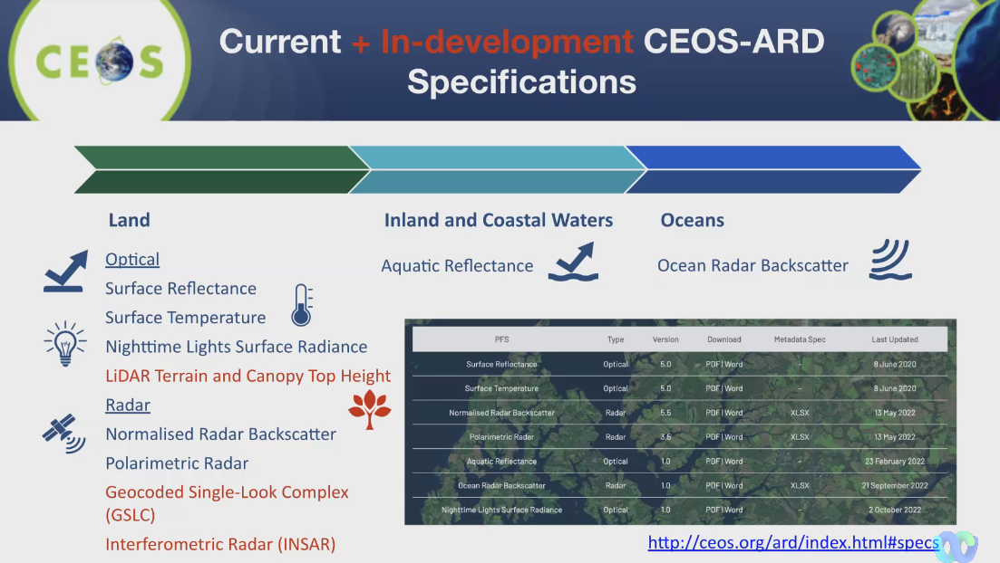 CEOS
Current + In-development CEOS-ARD
Specifications
Land
Optical
Surface Reflectance
Surface Temperature
Nighttime Lights Surface Radiance
LiDAR Terrain and Canopy Top Height
Radar
Normalised Radar Backscatter
Polarimetric Radar
Geocoded Single-Look Complex
(GSLC)
Interferometric Radar (INSAR)
Inland and Coastal Waters
Aquatic Reflectance
Oceans
Ocean Radar Backscatter
PFS Type Version Download Metadata Spec Last Updated
Surface Reflectance Optical 5.0 PDF | Word - 8 June 2020
Surface Temperature Optical 5.0 PDF | Word - 8 June 2020
Normalised Radar Backscatter Radar 5.5 PDF | Word XLSX 13 May 2022
Polarimetric Radar Radar 3.5 PDF | Word XLSX 13 May 2022
Aquatic Reflectance Optical 1.0 PDF | Word - 23 February 2022
Ocean Radar Backscatter Radar 1.0 PDF | Word XLSX 21 September 2022
Nighttime Lights Surface Radiance Optical 1.0 PDF | Word - 2 October 2022
http://ceos.org/ard/index.html#specs